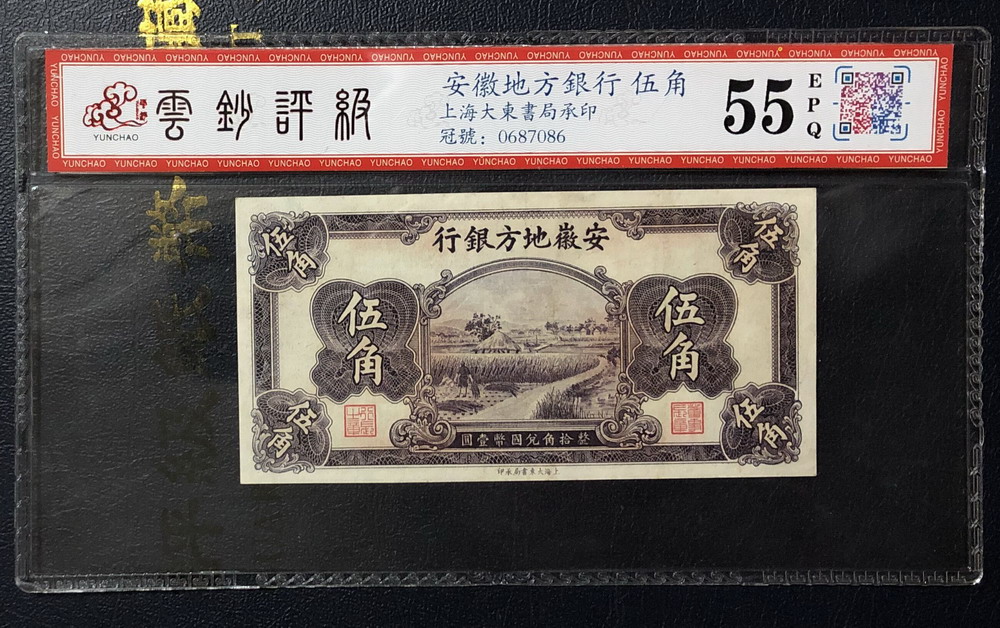 雲鈔評級
YUNCHAO
安徽地方銀行 伍角
上海大東書局承印
冠號: 0687086
55
EPQ
行銀方地徽安
伍角
伍角
伍角
伍角
伍角
伍角
圓壹幣國兌角拾整
印承局書東大海上